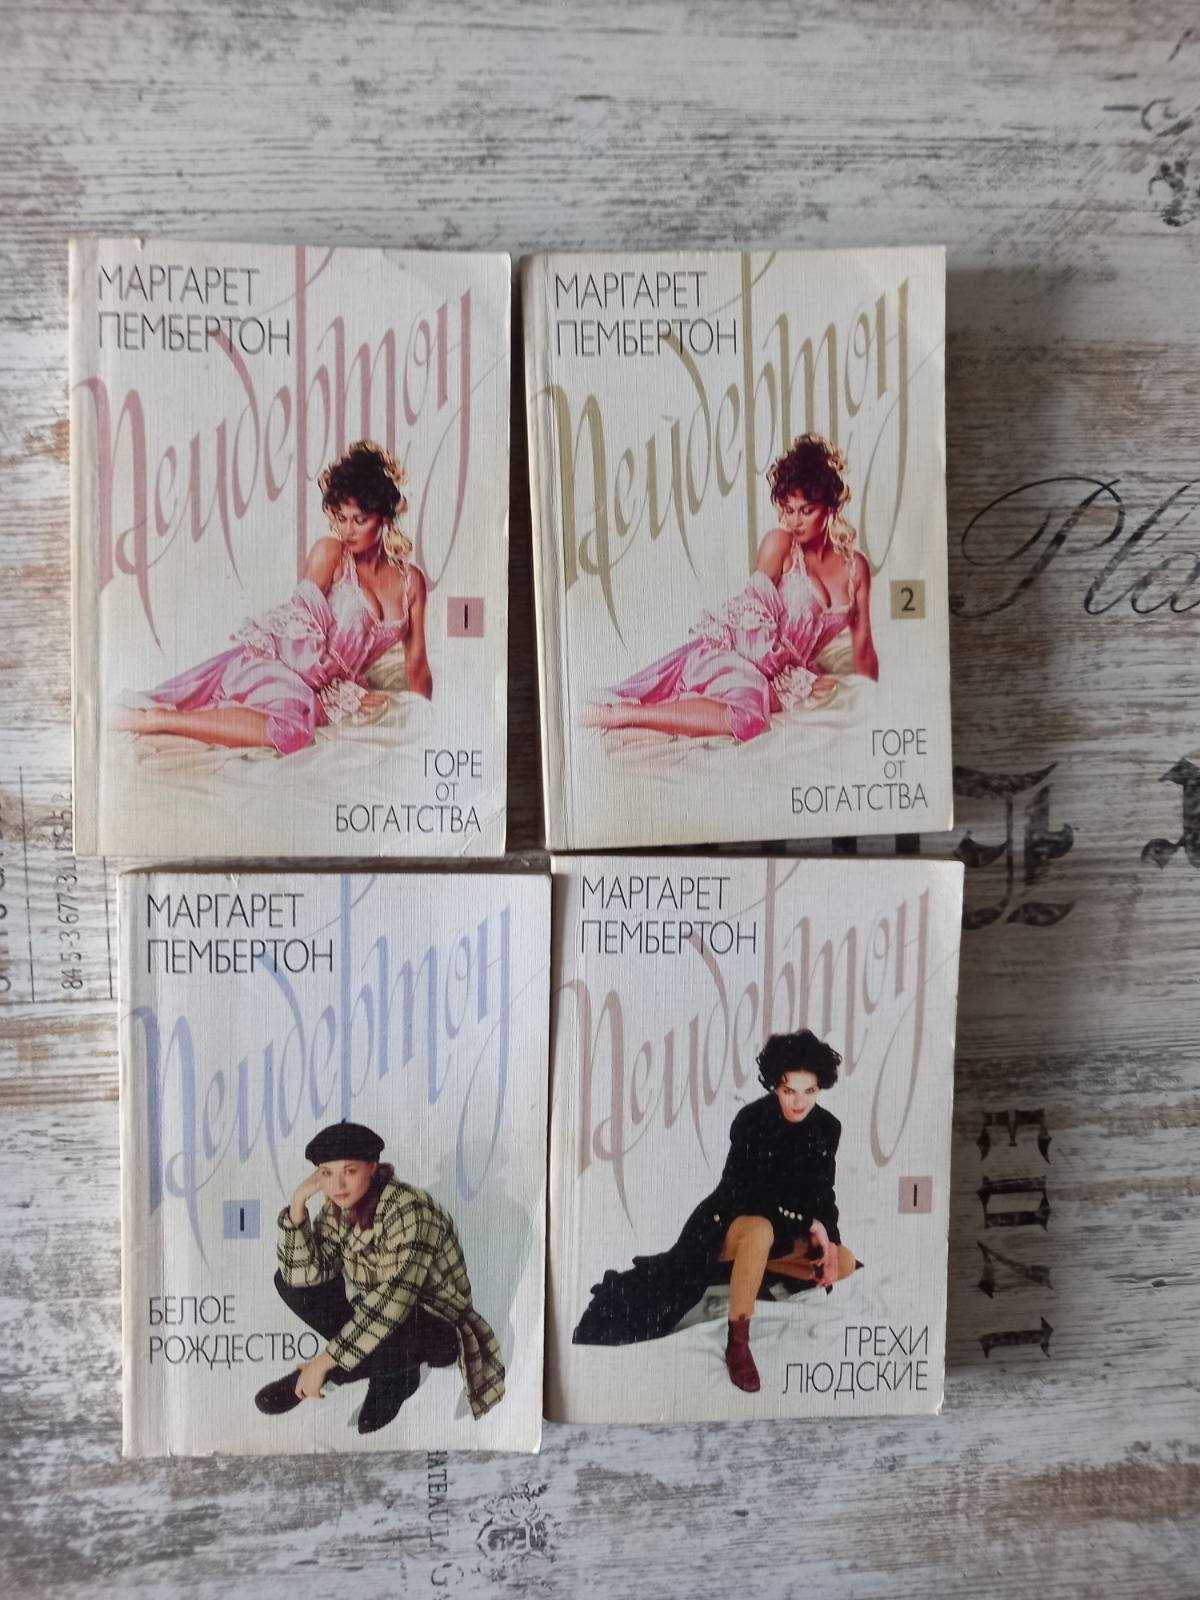 МАРГАРЕТ
ПЕМБЕРТОН
Пембертон
1
ГОРЕ
ОТ
БОГАТСТВА
МАРГАРЕТ
ПЕМБЕРТОН
Пембертон
2
ГОРЕ
ОТ
БОГАТСТВА
МАРГАРЕТ
ПЕМБЕРТОН
Пембертон
1
БЕЛОЕ
РОЖДЕСТВО
МАРГАРЕТ
ПЕМБЕРТОН
Пембертон
1
ГРЕХИ
ЛЮДСКИЕ